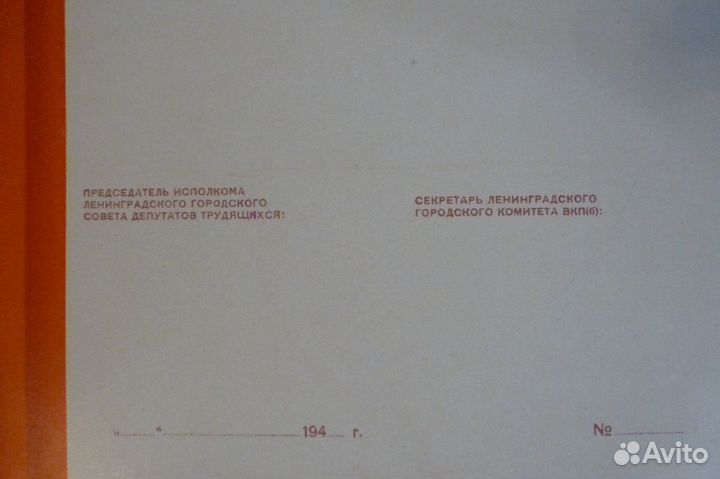 ПРЕДСЕДАТЕЛЬ ИСПОЛКОМА
ЛЕНИНГРАДСКОГО ГОРОДСКОГО
СОВЕТА ДЕПУТАТОВ ТРУДЯЩИХСЯ:
СЕКРЕТАРЬ ЛЕНИНГРАДСКОГО
ГОРОДСКОГО КОМИТЕТА ВКП(б):
„......“.............................. 194.... г.
№................
Avito